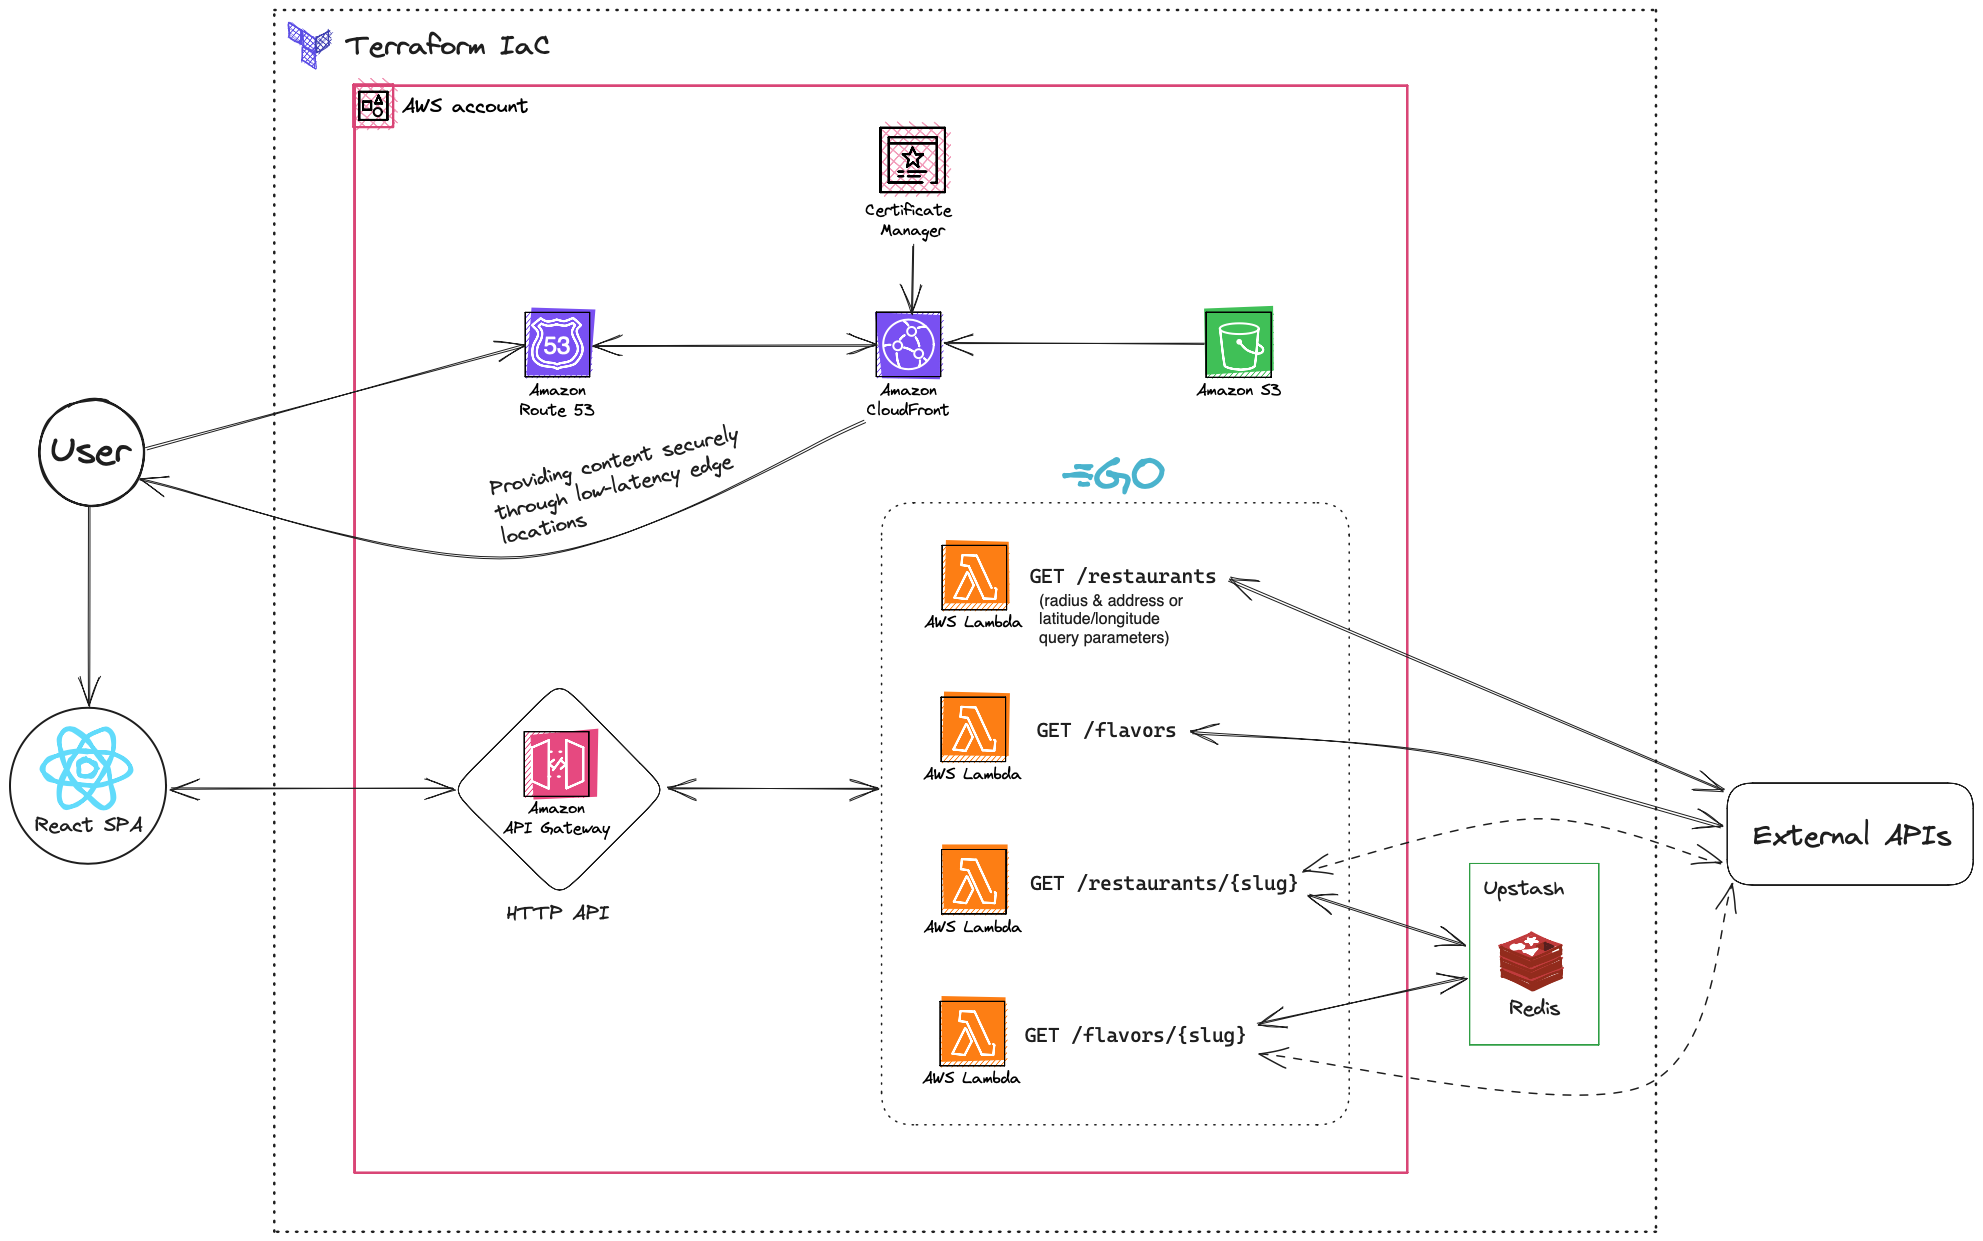 Terraform IaC
AWS account
Certificate
Manager
53
Amazon
Route 53
Amazon
CloudFront
Amazon S3
User
Providing content securely
through low-latency edge
locations
GO
AWS Lambda
GET /restaurants
(radius & address or
latitude/longitude
query parameters)
AWS Lambda
GET /flavors
React SPA
</>
Amazon
API Gateway
HTTP API
AWS Lambda
GET /restaurants/{slug}
AWS Lambda
GET /flavors/{slug}
Upstash
Redis
External APIs